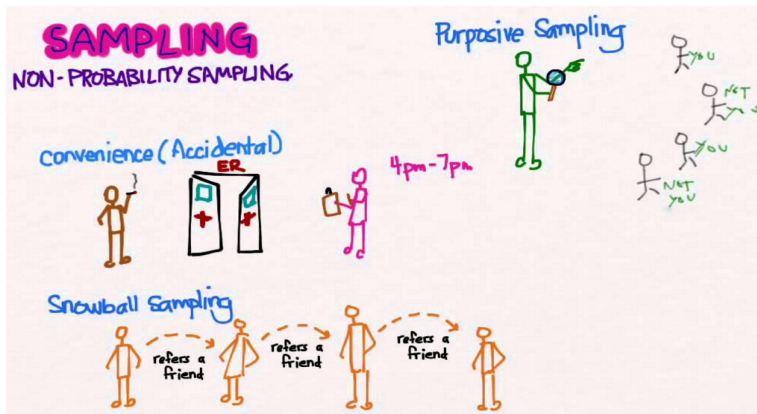 SAMPLING
NON-PROBABILITY SAMPLING
Purposive Sampling
YOU
NOT
YOU
YOU
NOT
YOU
Convenience (Accidental)
ER
4pm-7pm
Snowball Sampling
refers a
friend
refers a
friend
refers a
friend